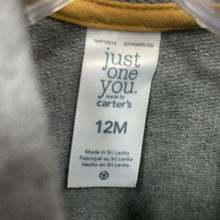 just
one
you.
made by
carter's
12M
Made in Sri Lanka
Fabriqué au Sri Lanka
Hecho en Sri Lanka